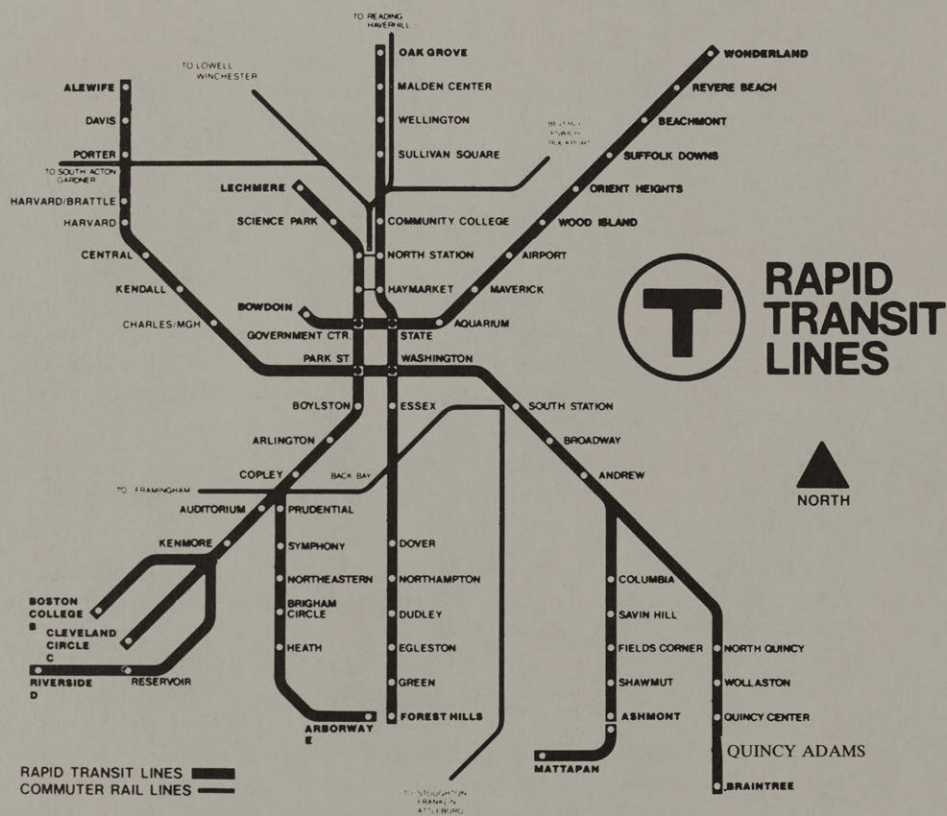 TO READING
HAVERHILL
TO LOWELL
WINCHESTER
OAK GROVE
MALDEN CENTER
WELLINGTON
SULLIVAN SQUARE
COMMUNITY COLLEGE
NORTH STATION
HAYMARKET
WONDERLAND
REVERE BEACH
BEACHMONT
SUFFOLK DOWNS
ORIENT HEIGHTS
WOOD ISLAND
AIRPORT
MAVERICK
AQUARIUM
IPSWICH
ROCKPORT
ALEWIFE
DAVIS
PORTER
TO SOUTH ACTON
GARDNER
HARVARD/BRATTLE
HARVARD
CENTRAL
KENDALL
CHARLES/MGH
LECHMERE
SCIENCE PARK
BOWDOIN
GOVERNMENT CTR.
STATE
PARK ST
WASHINGTON
T
RAPID
TRANSIT
LINES
NORTH
BOYLSTON
ESSEX
SOUTH STATION
ARLINGTON
BROADWAY
COPLEY
BACK BAY
ANDREW
TO FRAMINGHAM
AUDITORIUM
PRUDENTIAL
KENMORE
SYMPHONY
NORTHEASTERN
BRIGHAM
CIRCLE
HEATH
ARBORWAY
E
DOVER
NORTHAMPTON
DUDLEY
EGLESTON
GREEN
FOREST HILLS
BOSTON
COLLEGE
B
CLEVELAND
CIRCLE
C
RIVERSIDE
D
RESERVOIR
COLUMBIA
SAVIN HILL
FIELDS CORNER
SHAWMUT
ASHMONT
MATTAPAN
NORTH QUINCY
WOLLASTON
QUINCY CENTER
QUINCY ADAMS
BRAINTREE
RAPID TRANSIT LINES
COMMUTER RAIL LINES
TO STOUGHTON
FRANKLIN
ATTLEBORO